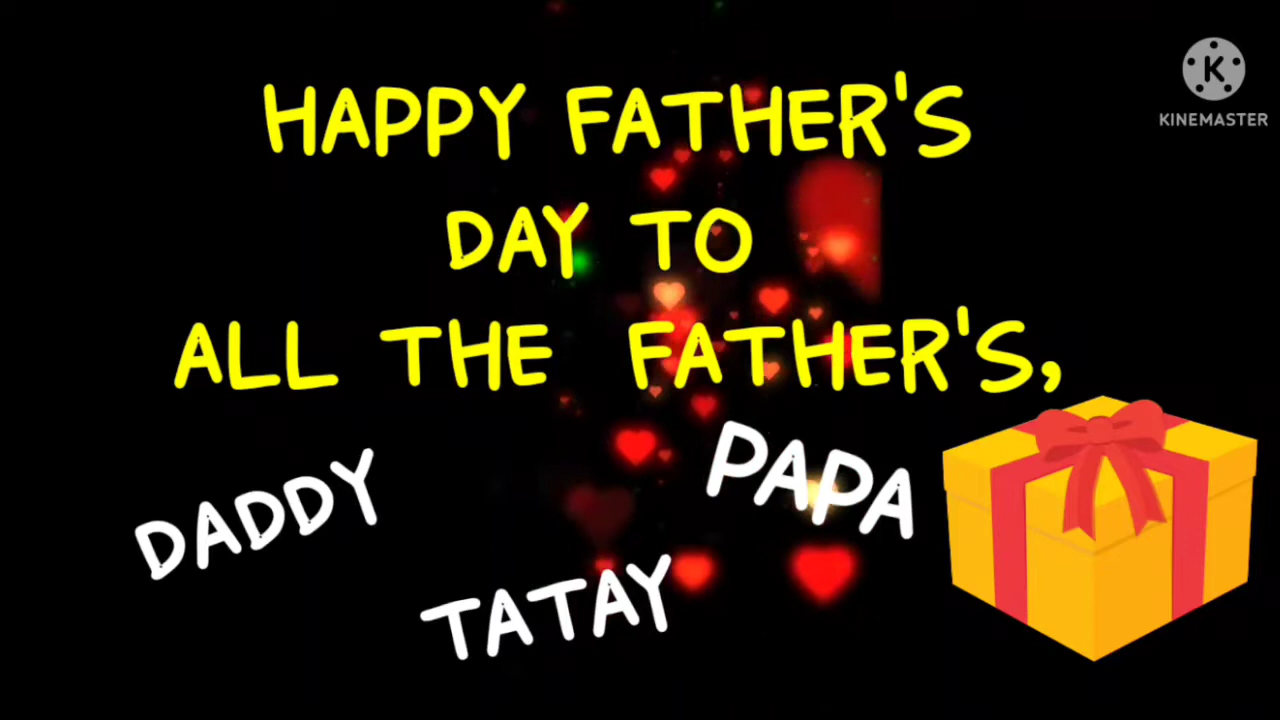 HAPPY FATHER'S
DAY TO
ALL THE FATHER'S,
DADDY
PAPA
TATAY
K
KINEMASTER